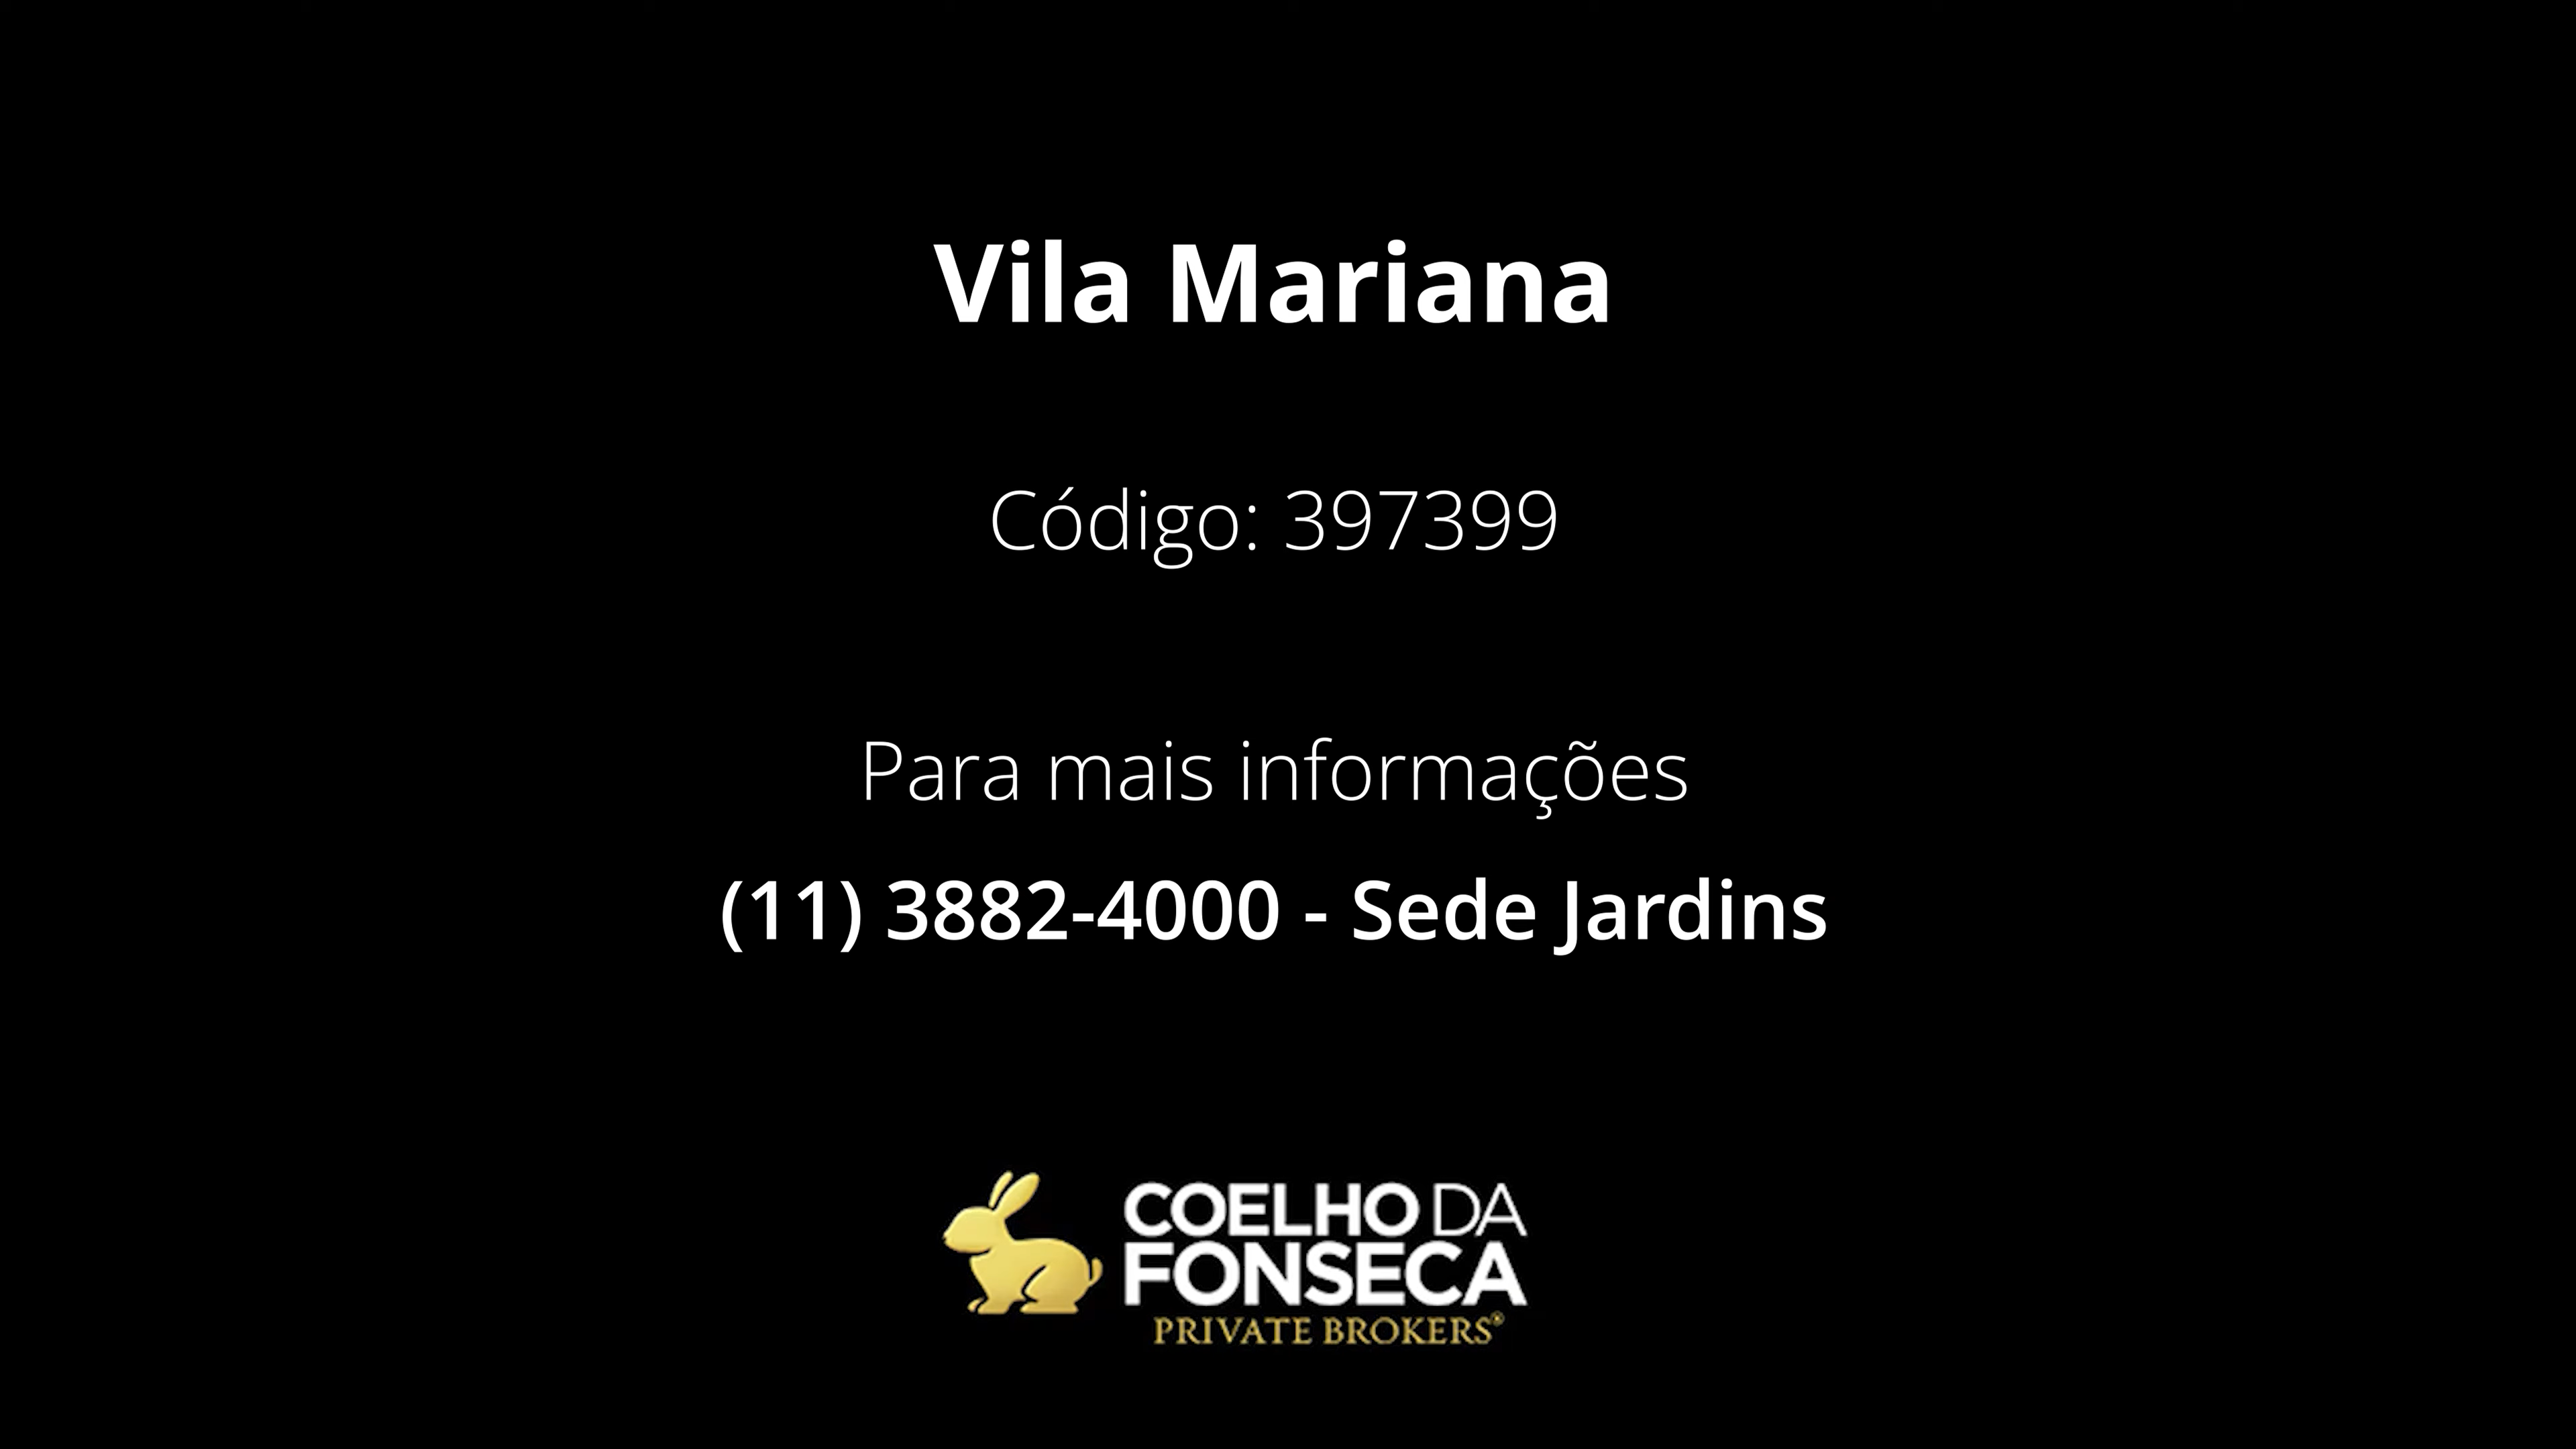 Vila Mariana
Código: 397399
Para mais informações
(11) 3882-4000 - Sede Jardins
COELHO DA
FONSECA
PRIVATE BROKERS®